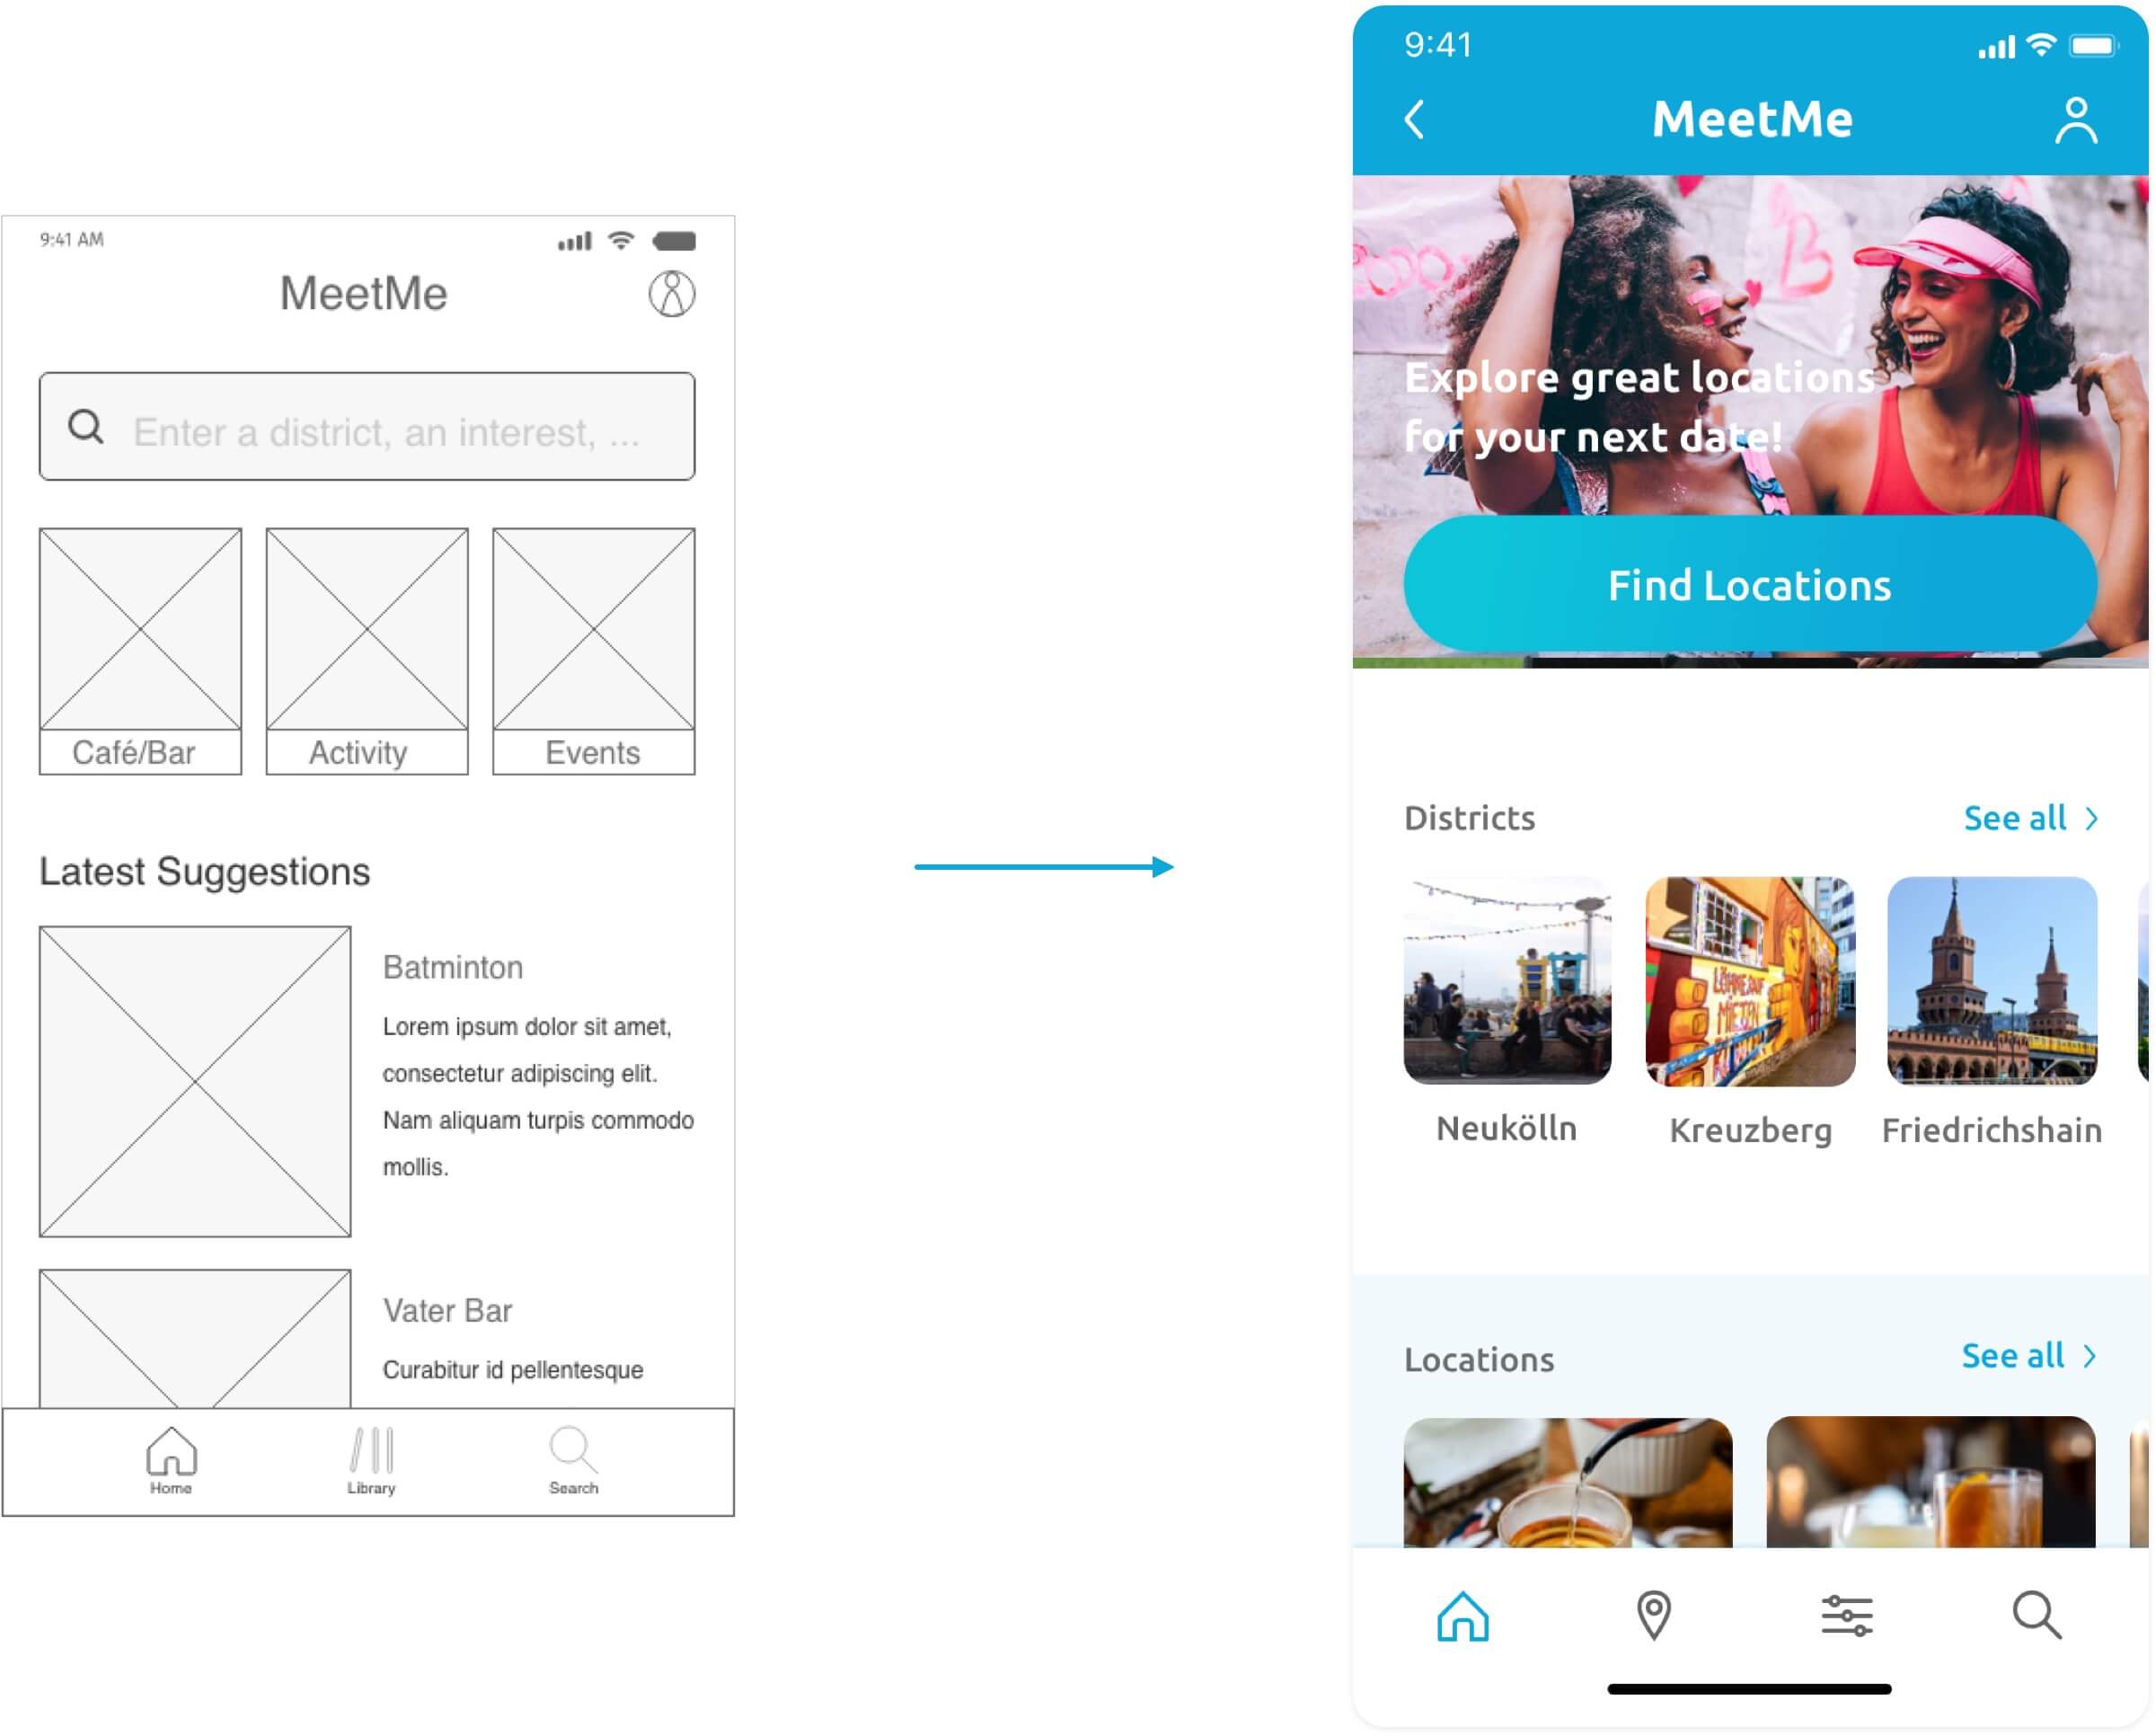 9:41 AM
MeetMe
Enter a district, an interest, ...
Café/Bar
Activity
Events
Latest Suggestions
Batminton
Lorem ipsum dolor sit amet,
consectetur adipiscing elit.
Nam aliquam turpis commodo
mollis.
Vater Bar
Curabitur id pellentesque
Home
Library
Search
9:41
MeetMe
Explore great locations
for your next date!
Find Locations
Districts
See all
LÖHNE RAUF
MIETEN
Neukölln
Kreuzberg
Friedrichshain
Locations
See all